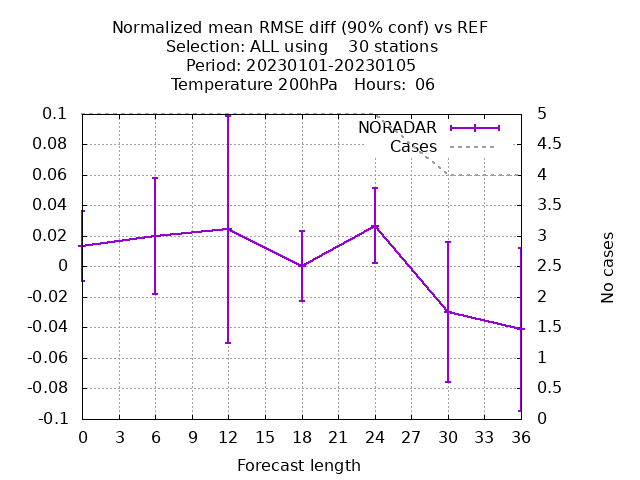 Normalized mean RMSE diff (90% conf) vs REF
Selection: ALL using    30 stations
Period: 20230101-20230105
Temperature 200hPa   Hours:  06
NORADAR
Cases
0.1
0.08
0.06
0.04
0.02
0
-0.02
-0.04
-0.06
-0.08
-0.1
5
4.5
4
3.5
3
2.5
2
1.5
1
0.5
0
No cases
0 3 6 9 12 15 18 21 24 27 30 33 36
Forecast length